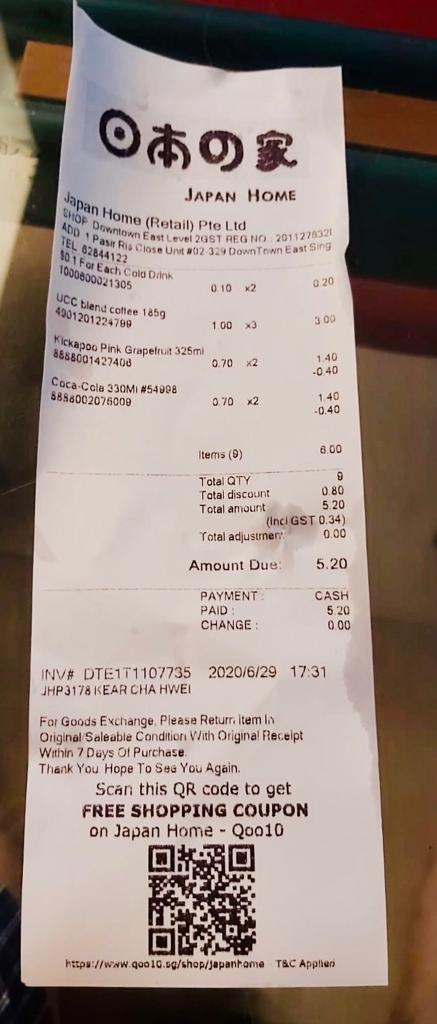 日本の家
JAPAN HOME
Japan Home (Retail) Pte Ltd
SHOP Downtown East Level 2GST REG NO : 201127632I
ADD 1 Pasir Ris Close Unit #02-329 DownTown East Sing
TEL 62844122
$0.1 For Each Cold Drink
1000800021305 0.10 x2 0.20
UCC blend coffee 185g
4901201224799 1.00 x3 3.00
Kickapoo Pink Grapefruit 325ml
8888001427406 0.70 x2 1.40
-0.40
Coca-Cola 330Ml #54998
8888002076009 0.70 x2 1.40
-0.40
Items (9) 6.00
Total QTY 9
Total discount 0.80
Total amount 5.20
(Incl GST 0.34)
Total adjustment 0.00
Amount Due: 5.20
PAYMENT : CASH
PAID : 5.20
CHANGE : 0.00
INV# DTE1T1107735 2020/6/29 17:31
JHP3178 KEAR CHA HWEI
For Goods Exchange, Please Return Item In
Original/Saleable Condition With Original Receipt
Within 7 Days Of Purchase.
Thank You. Hope To See You Again.
Scan this QR code to get
FREE SHOPPING COUPON
on Japan Home - Qoo10
https://www.qoo10.sg/shop/japanhome T&C Applied